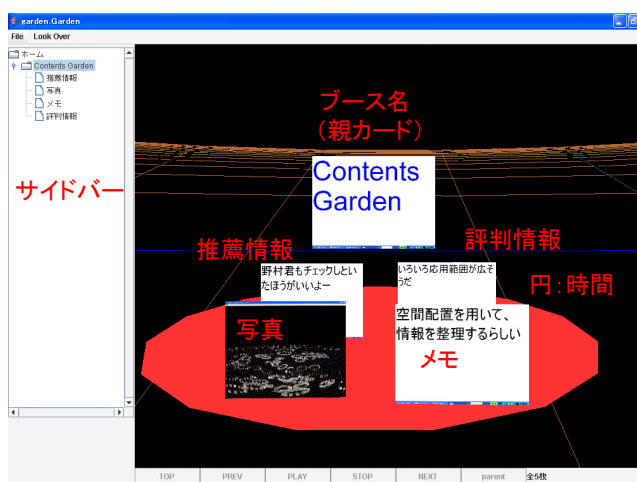 garden.Garden
File Look Over
ホーム
Contents Garden
推薦情報
写真
メモ
評判情報
サイドバー
ブース名
(親カード)
Contents
Garden
推薦情報
評判情報
野村君もチェックしとい
たほうがいいよー
いろいろ応用範囲が広そ
うだ
円:時間
写真
空間配置を用いて、
情報を整理するらしい
メモ
TOP PREV PLAY STOP NEXT parent 全5枚